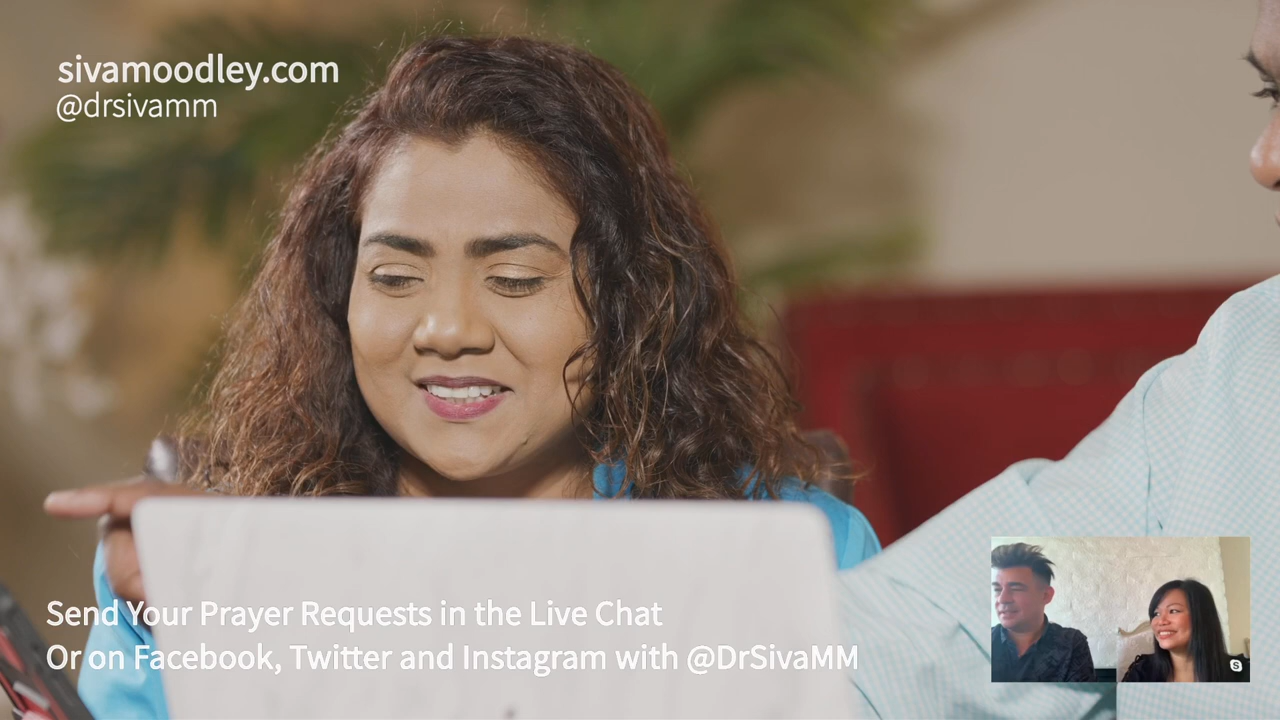 sivamoodley.com
@drsivamm
Send Your Prayer Requests in the Live Chat
Or on Facebook, Twitter and Instagram with @DrSivaMM